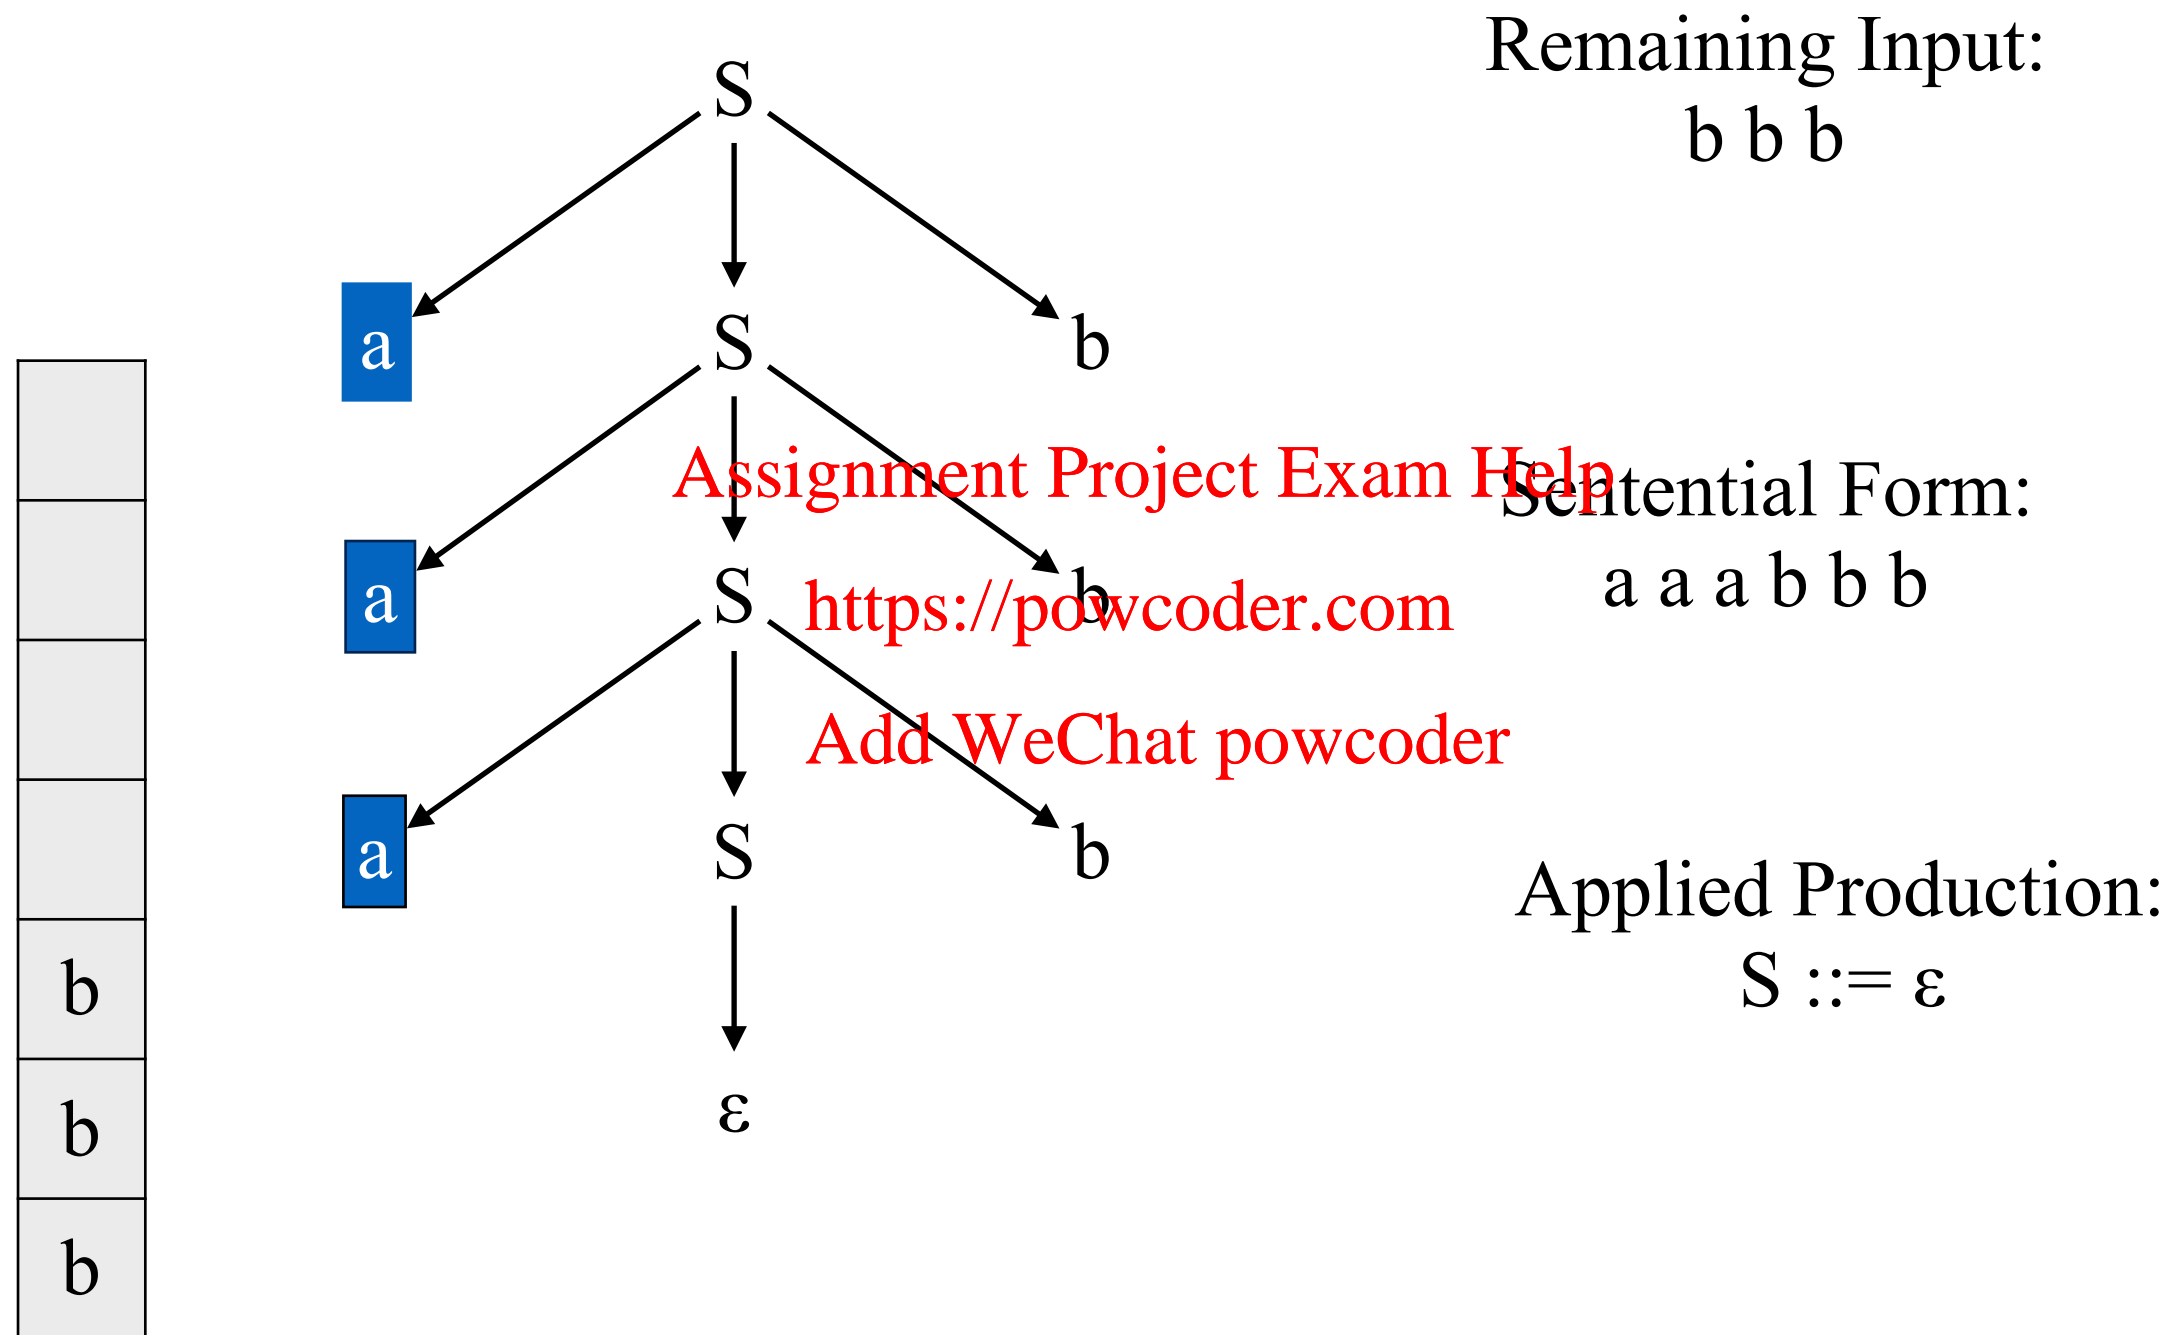 S
Remaining Input:
b b b
a S b
Assignment Project Exam Help
Sentential Form:
a a a b b b
a S b
https://powcoder.com
Add WeChat powcoder
a S b
Applied Production:
S ::= ε
b
ε
b
b